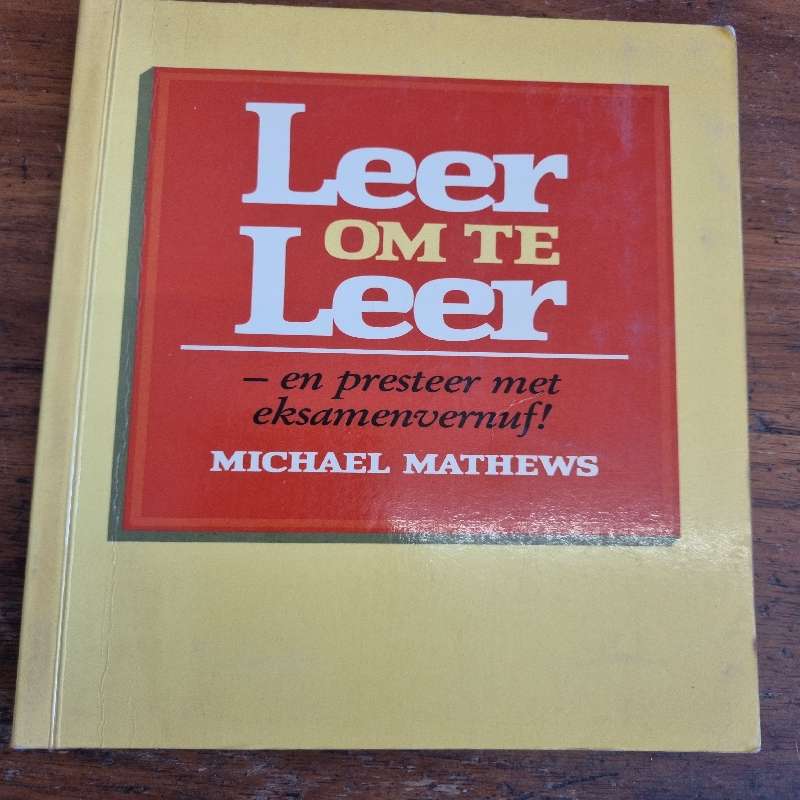 Leer
OM TE
Leer
– en presteer met
eksamenvernuf!
MICHAEL MATHEWS